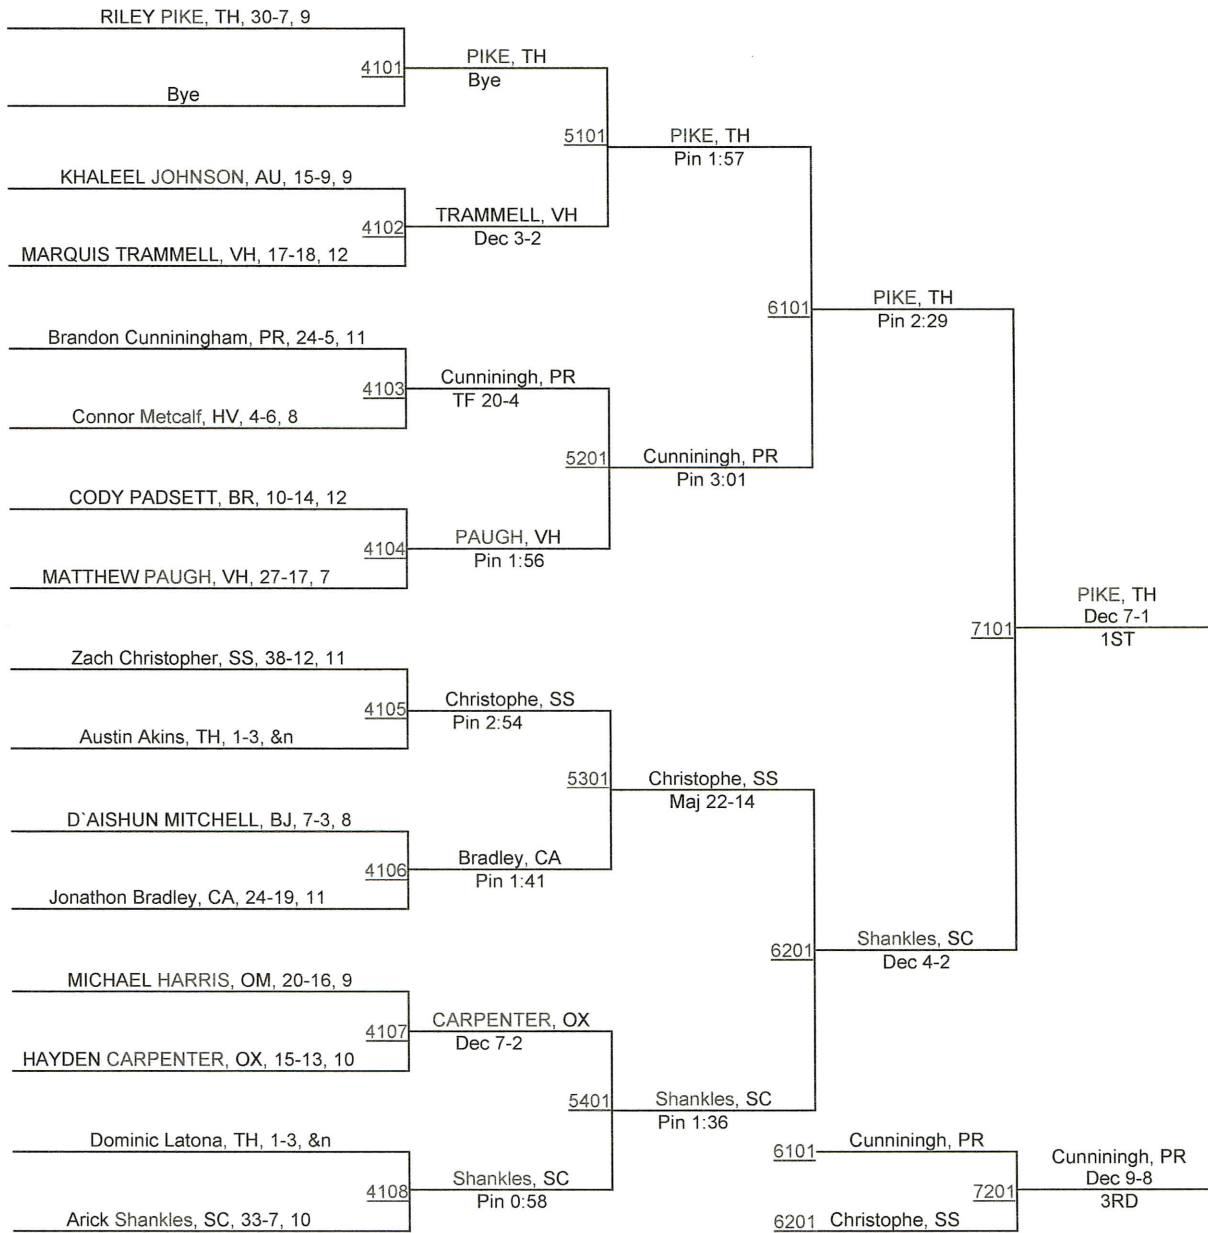 RILEY PIKE, TH, 30-7, 9
4101
PIKE, TH
Bye
Bye
5101
PIKE, TH
Pin 1:57
KHALEEL JOHNSON, AU, 15-9, 9
4102
TRAMMELL, VH
Dec 3-2
MARQUIS TRAMMELL, VH, 17-18, 12
6101
PIKE, TH
Pin 2:29
Brandon Cunniningham, PR, 24-5, 11
4103
Cunniningh, PR
TF 20-4
Connor Metcalf, HV, 4-6, 8
5201
Cunniningh, PR
Pin 3:01
CODY PADSETT, BR, 10-14, 12
4104
PAUGH, VH
Pin 1:56
MATTHEW PAUGH, VH, 27-17, 7
7101
PIKE, TH
Dec 7-1
1ST
Zach Christopher, SS, 38-12, 11
4105
Christophe, SS
Pin 2:54
Austin Akins, TH, 1-3, &n
5301
Christophe, SS
Maj 22-14
D`AISHUN MITCHELL, BJ, 7-3, 8
4106
Bradley, CA
Pin 1:41
Jonathon Bradley, CA, 24-19, 11
6201
Shankles, SC
Dec 4-2
MICHAEL HARRIS, OM, 20-16, 9
4107
CARPENTER, OX
Dec 7-2
HAYDEN CARPENTER, OX, 15-13, 10
5401
Shankles, SC
Pin 1:36
Dominic Latona, TH, 1-3, &n
4108
Shankles, SC
Pin 0:58
Arick Shankles, SC, 33-7, 10
6101
Cunniningh, PR
7201
Cunniningh, PR
Dec 9-8
3RD
6201
Christophe, SS